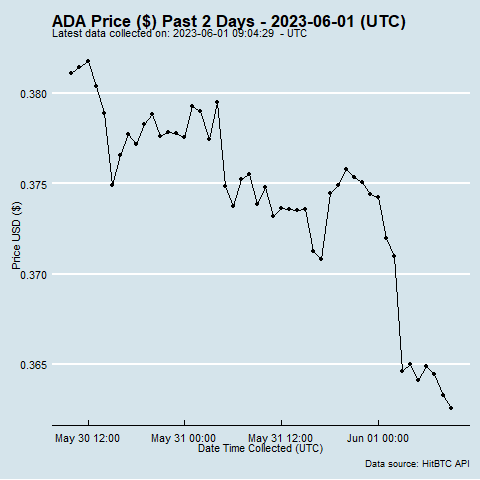 ADA Price ($) Past 2 Days - 2023-06-01 (UTC)
Latest data collected on: 2023-06-01 09:04:29  - UTC
0.380
0.375
0.370
0.365
Price USD ($)
May 30 12:00
May 31 00:00
May 31 12:00
Jun 01 00:00
Date Time Collected (UTC)
Data source: HitBTC API